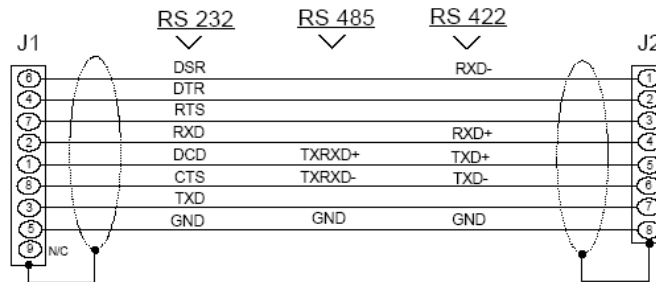 RS 232 RS 485 RS 422
J1 J2
6 DSR RXD- 1
4 DTR 2
7 RTS 3
2 RXD RXD+ 4
1 DCD TXRXD+ TXD+ 5
8 CTS TXRXD- TXD- 6
3 TXD 7
5 GND GND GND 8
9 N/C